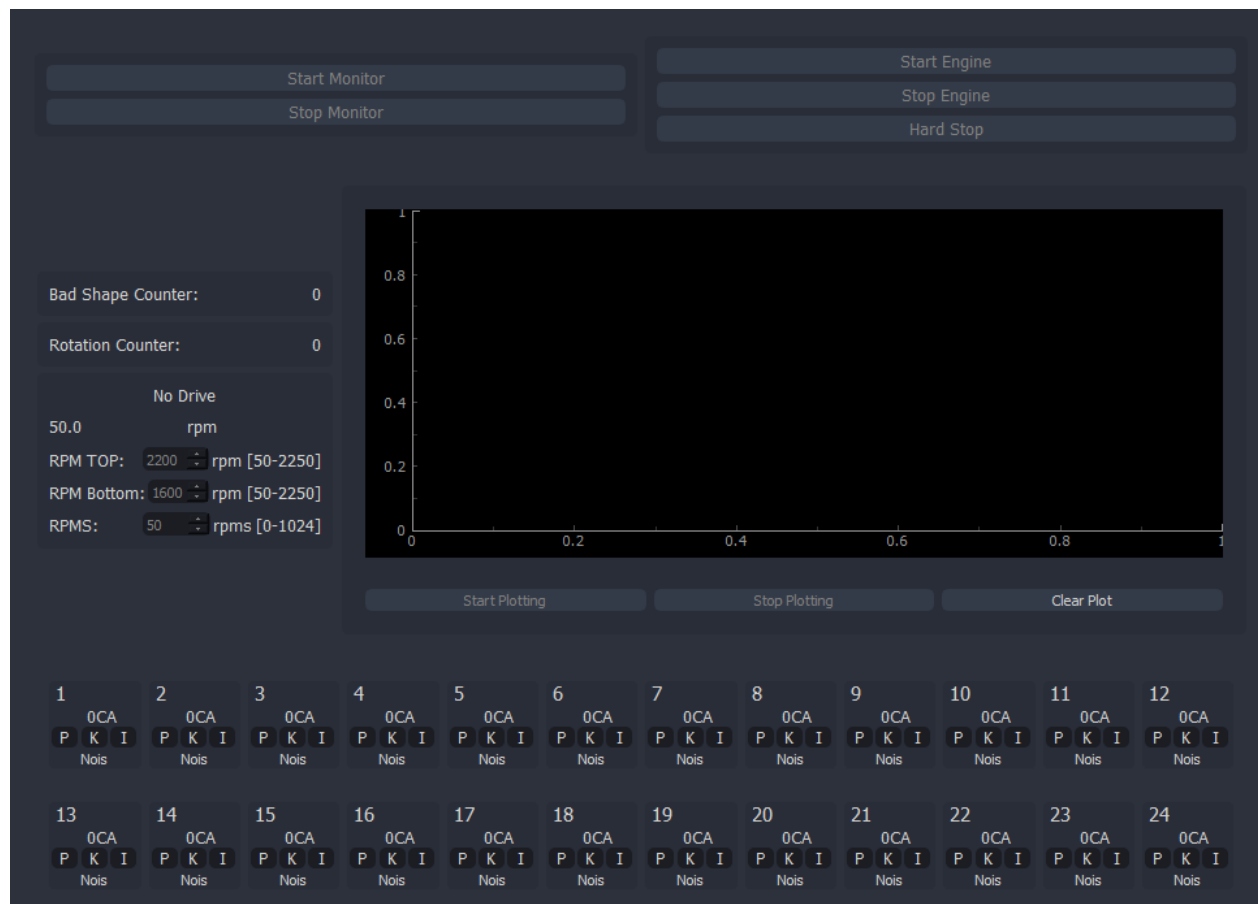 Start Monitor
Stop Monitor
Start Engine
Stop Engine
Hard Stop
Bad Shape Counter: 0
Rotation Counter: 0
No Drive
50.0 rpm
RPM TOP: 2200 rpm [50-2250]
RPM Bottom: 1600 rpm [50-2250]
RPMS: 50 rpms [0-1024]
1
0.8
0.6
0.4
0.2
0
0 0.2 0.4 0.6 0.8 1
Start Plotting Stop Plotting Clear Plot
1 2 3 4 5 6 7 8 9 10 11 12
0CA 0CA 0CA 0CA 0CA 0CA 0CA 0CA 0CA 0CA 0CA 0CA
P K I P K I P K I P K I P K I P K I P K I P K I P K I P K I P K I P K I
Nois Nois Nois Nois Nois Nois Nois Nois Nois Nois Nois Nois
13 14 15 16 17 18 19 20 21 22 23 24
0CA 0CA 0CA 0CA 0CA 0CA 0CA 0CA 0CA 0CA 0CA 0CA
P K I P K I P K I P K I P K I P K I P K I P K I P K I P K I P K I P K I
Nois Nois Nois Nois Nois Nois Nois Nois Nois Nois Nois Nois